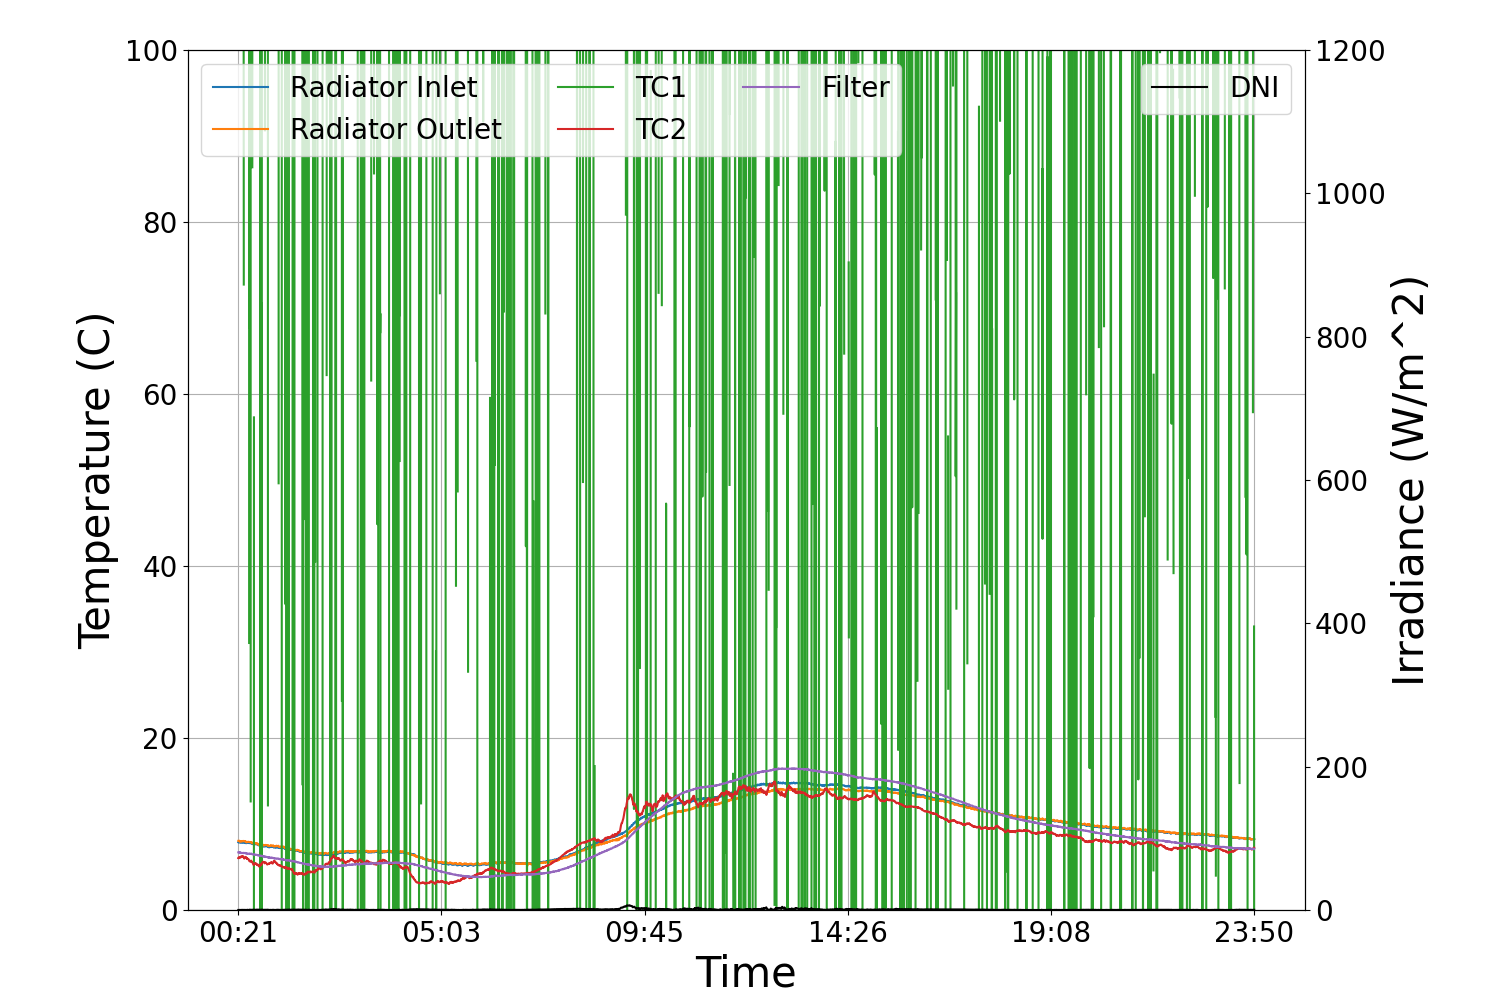 100
80
60
40
20
0
Temperature (C)
Radiator Inlet
Radiator Outlet
TC1
TC2
Filter
DNI
1200
1000
800
600
400
200
0
Irradiance (W/m^2)
00:21 05:03 09:45 14:26 19:08 23:50
Time